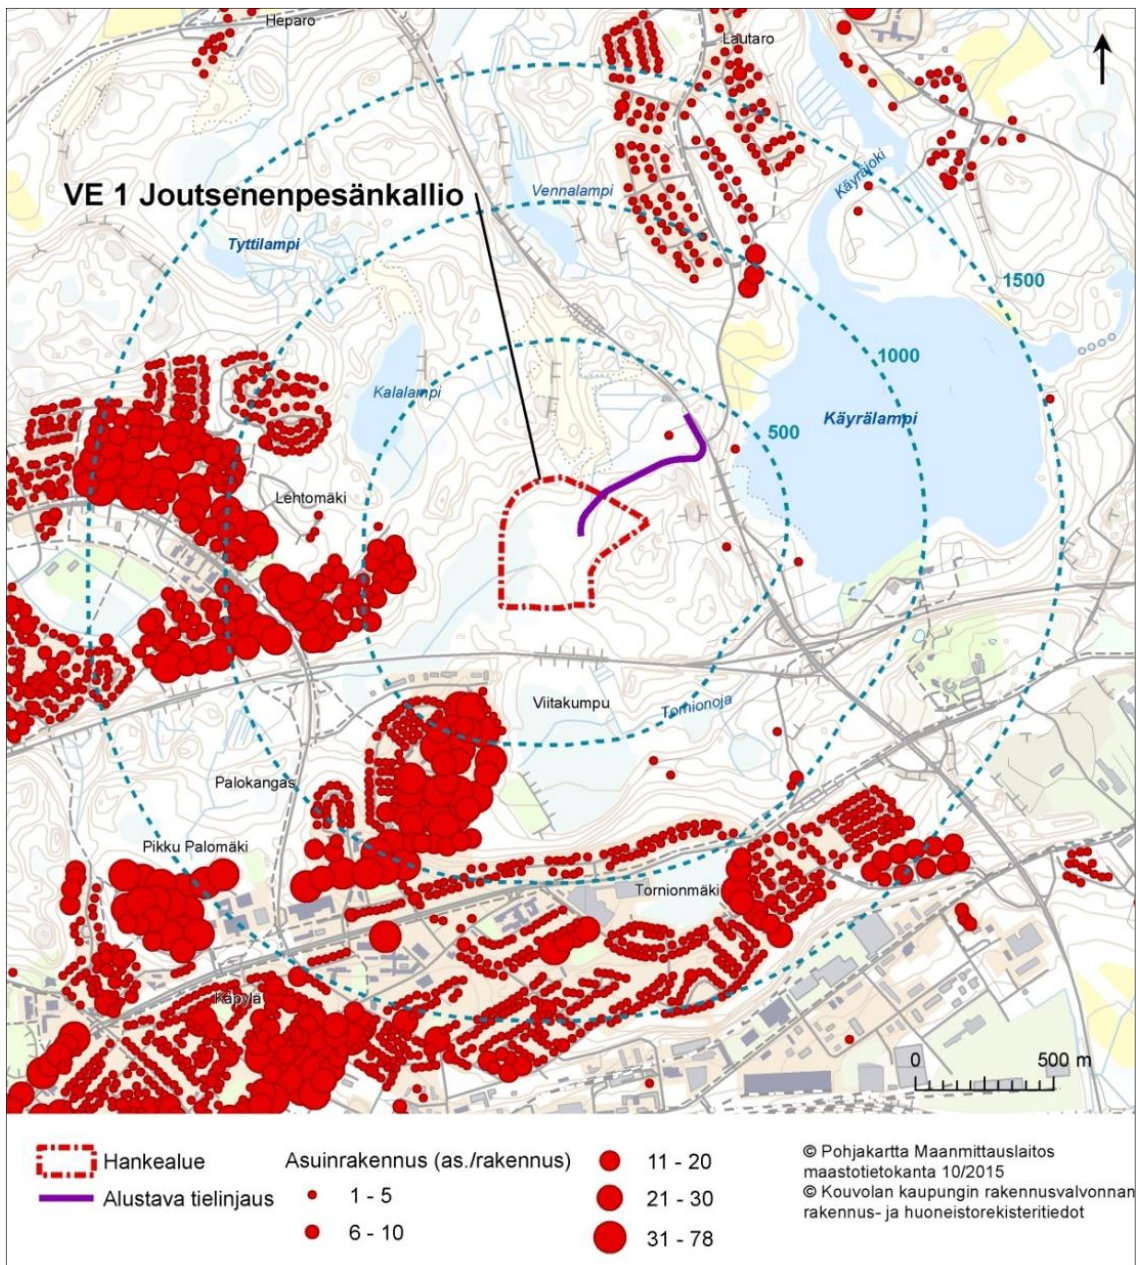 Heparo
Lautaro
VE 1 Joutsenenpesänkallio
Vennalampi
Käyräjoki
Tyttilampi
1500
1000
Kalalampi
500
Käyrälampi
Lehtomäki
Viitakumpu
Tornionoja
Palokangas
Pikku Palomäki
Tornionmäki
Käpylä
0 500 m
Hankealue
Alustava tielinjaus
Asuinrakennus (as./rakennus)
1 - 5
6 - 10
11 - 20
21 - 30
31 - 78
© Pohjakartta Maanmittauslaitos
maastotietokanta 10/2015
© Kouvolan kaupungin rakennusvalvonnan
rakennus- ja huoneistorekisteritiedot